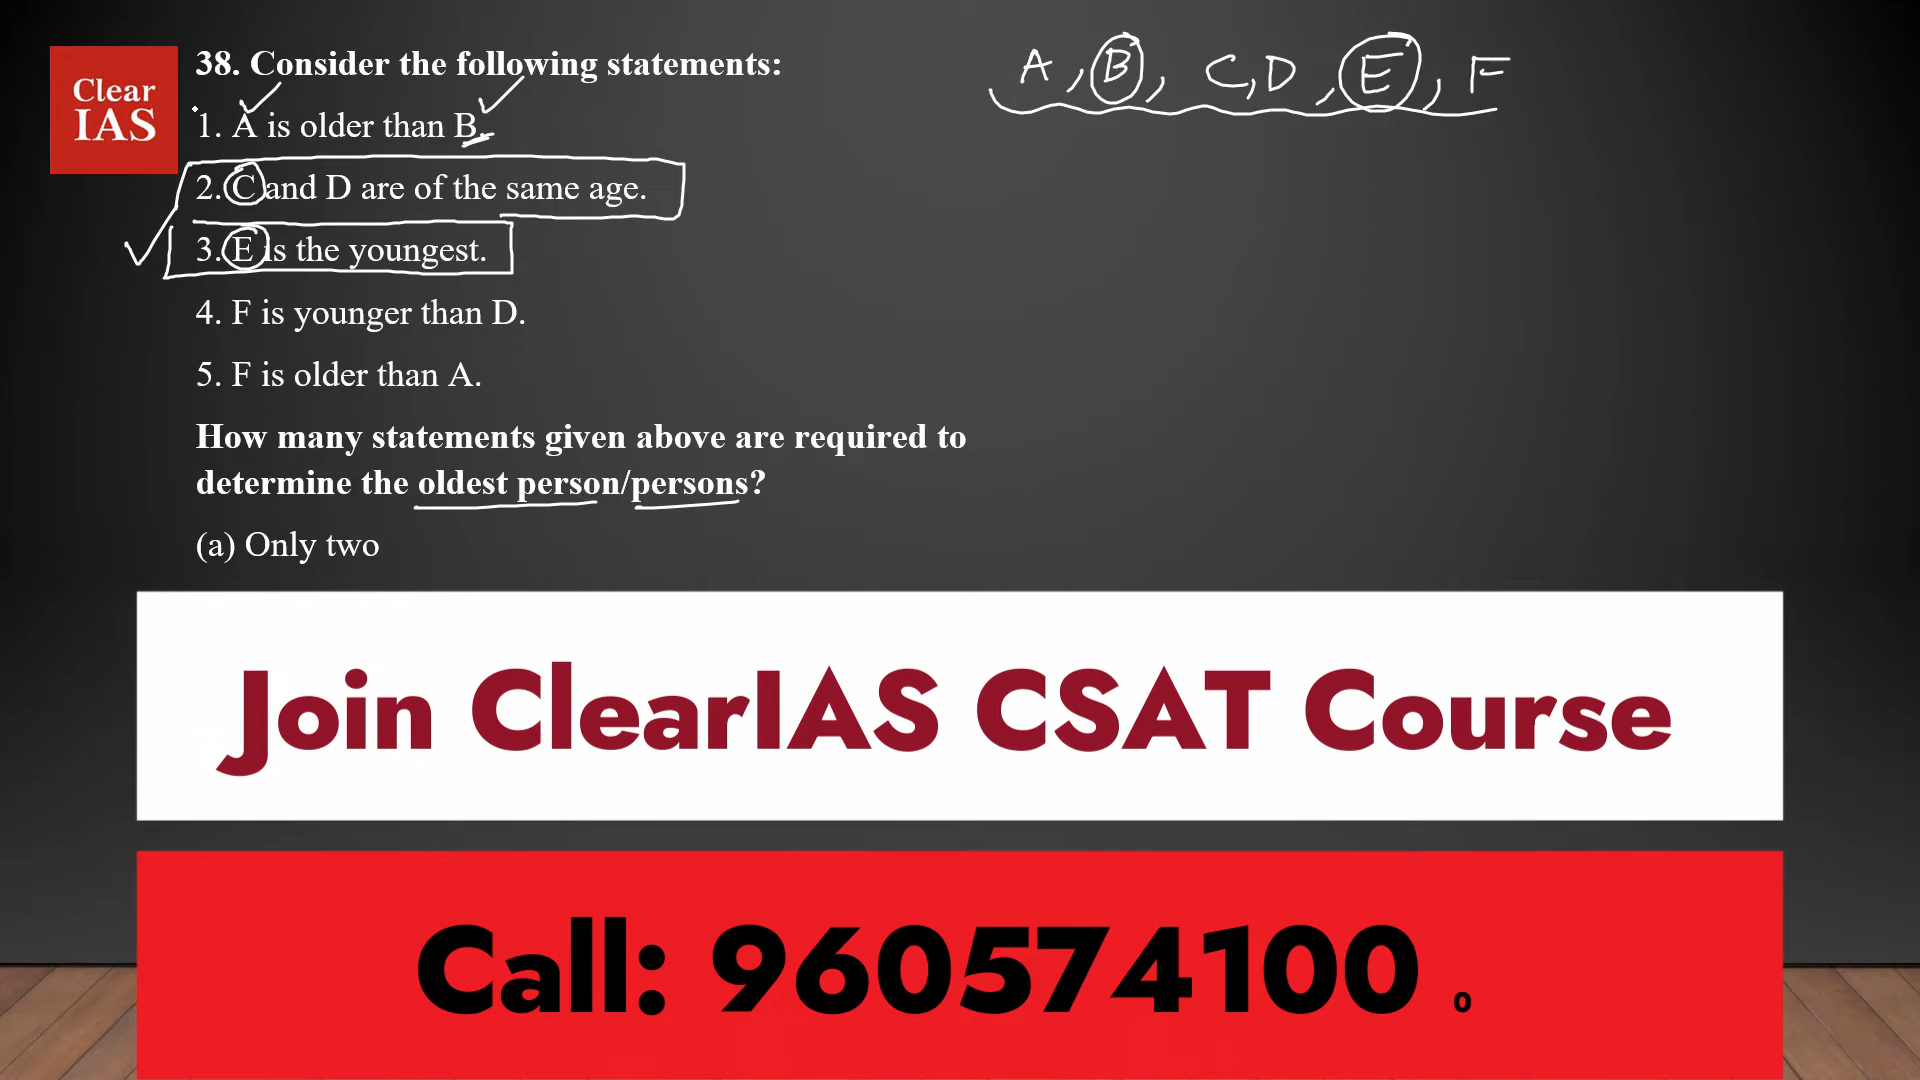 Clear
IAS
38. Consider the following statements:
A, B, C, D, E, F
1. A is older than B.
2. C and D are of the same age.
3. E is the youngest.
4. F is younger than D.
5. F is older than A.
How many statements given above are required to
determine the oldest person/persons?
(a) Only two
Join ClearIAS CSAT Course
Call: 960574100 0